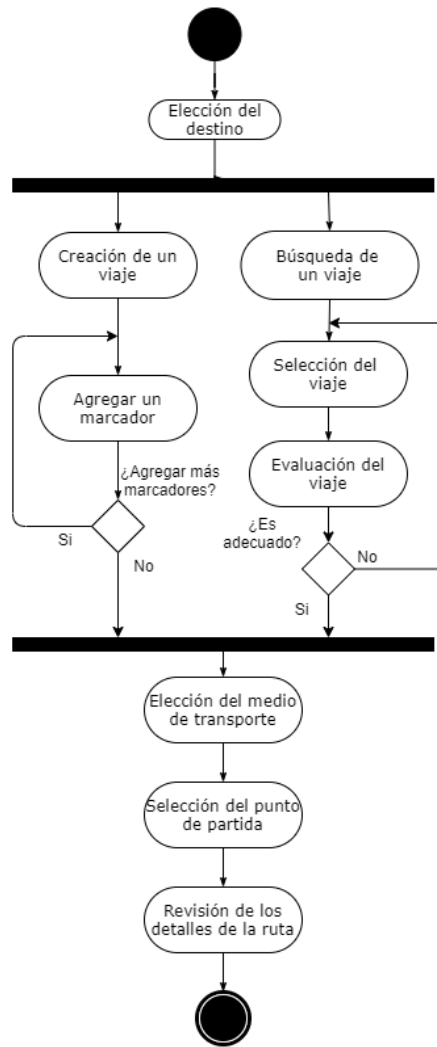 Elección del
destino
Creación de un
viaje
Búsqueda de
un viaje
Agregar un
marcador
Selección del
viaje
Evaluación del
viaje
¿Agregar más
marcadores?
Si
No
¿Es
adecuado?
No
Si
Elección del medio
de transporte
Selección del punto
de partida
Revisión de los
detalles de la ruta